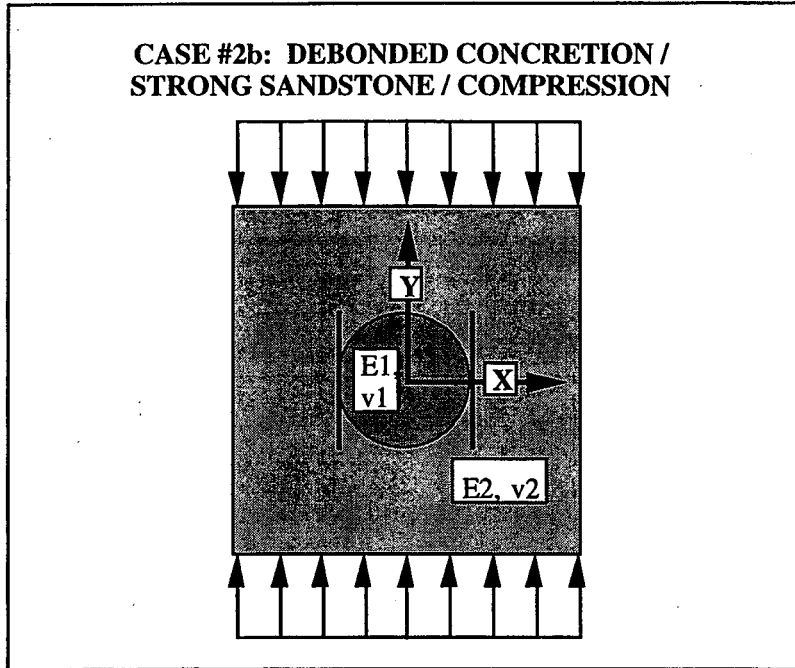 CASE #2b: DEBONDED CONCRETION /
STRONG SANDSTONE / COMPRESSION
Y
E1,
v1
X
E2, v2